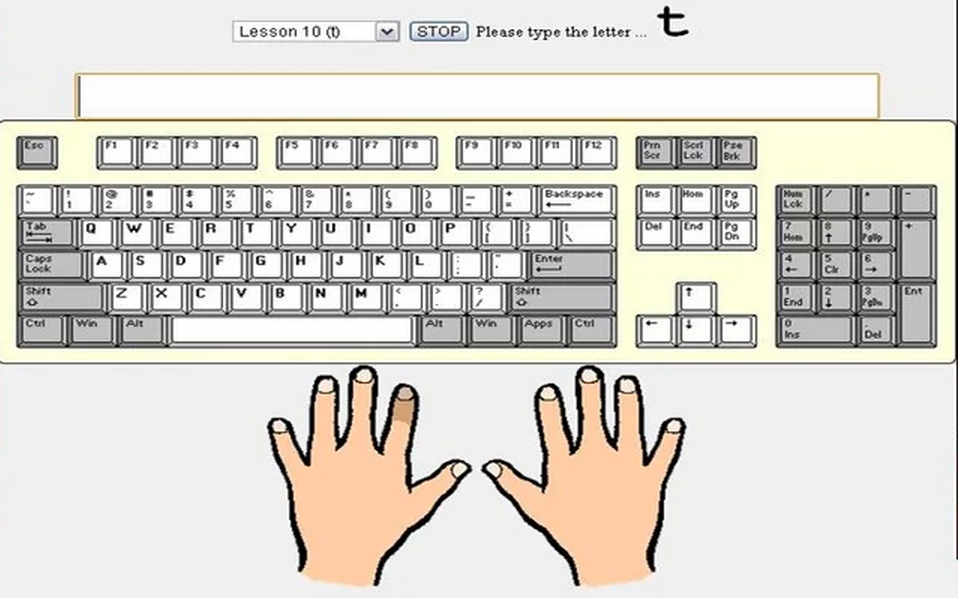 Lesson 10 (t) STOP Please type the letter ... t
Esc F1 F2 F3 F4 F5 F6 F7 F8 F9 F10 F11 F12 Prn Scr Scrl Lck Pse Brk
~ ` ! 1 @ 2 # 3 $ 4 % 5 ^ 6 & 7 * 8 ( 9 ) 0 _ - + = Backspace ← Ins Hom Pg Up Num Lck / * -
Tab Q W E R T Y U I O P { [ } ] | \ Del End Pg Dn 7 Hom 8 ↑ 9 PgUp +
Caps Lock A S D F G H J K L : ; " ' Enter 4 ← 5 Clr 6 →
Shift Z X C V B N M < , > . ? / Shift ↑ 1 End 2 ↓ 3 PgDn Ent
Ctrl Win Alt Alt Win Apps Ctrl ← ↓ → 0 Ins . Del